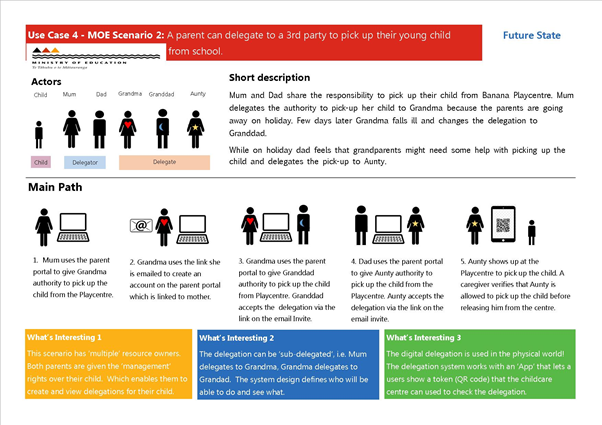 Use Case 4 - MOE Scenario 2: A parent can delegate to a 3rd party to pick up their young child
from school.
Future State
MINISTRY OF EDUCATION
Te Tāhuhu o te Mātauranga
Actors
Child Mum Dad Grandma Granddad Aunty
Child Delegator Delegate
Short description
Mum and Dad share the responsibility to pick up their child from Banana Playcentre. Mum
delegates the authority to pick-up her child to Grandma because the parents are going
away on holiday. Few days later Grandma falls ill and changes the delegation to
Granddad.
While on holiday dad feels that grandparents might need some help with picking up the
child and delegates the pick-up to Aunty.
Main Path
1. Mum uses the parent
portal to give Grandma
authority to pick up the
child from the Playcentre.
2. Grandma uses the link she
is emailed to create an
account on the parent portal
which is linked to mother.
3. Grandma uses the parent
portal to give Granddad
authority to pick up the child
from Playcentre. Granddad
accepts the delegation via the
link on the email Invite.
4. Dad uses the parent portal
to give Aunty authority to
pick up the child from the
Playcentre. Aunty accepts the
delegation via the link on the
email invite.
5. Aunty shows up at the
Playcentre to pick up the child. A
caregiver verifies that Aunty is
allowed to pick up the child before
releasing him from the centre.
What's Interesting 1
This scenario has 'multiple' resource owners.
Both parents are given the 'management'
rights over their child. Which enables them to
create and view delegations for their child.
What's Interesting 2
The delegation can be 'sub-delegated', i.e. Mum
delegates to Grandma, Grandma delegates to
Grandad. The system design defines who will be
able to do and see what.
What's Interesting 3
The digital delegation is used in the physical world!
The delegation system works with an 'App' that lets a
users show a token (QR code) that the childcare
centre can used to check the delegation.